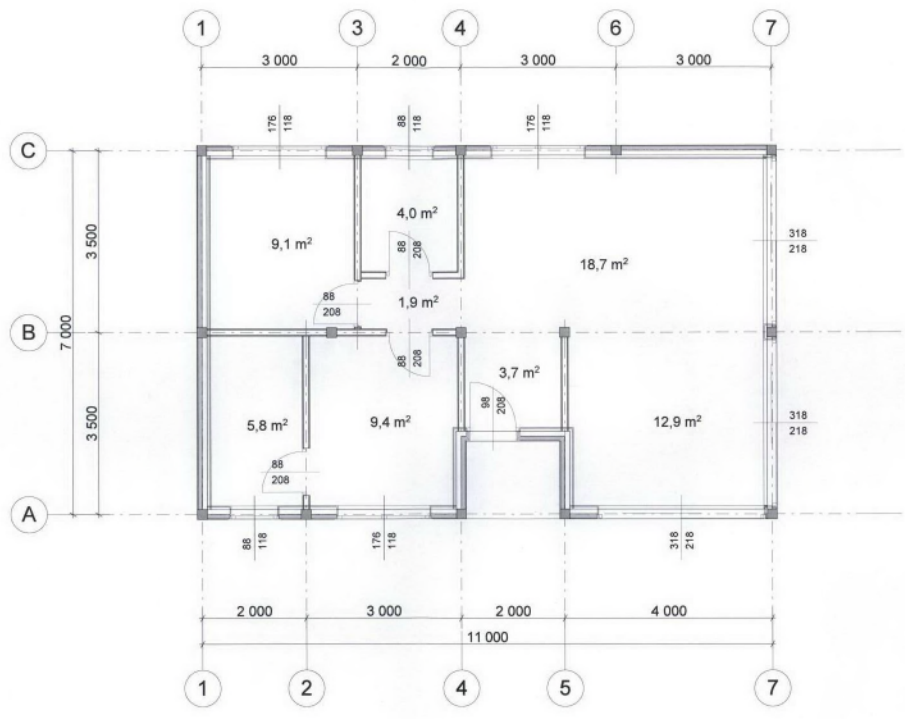 1 3 4 6 7
3 000 2 000 3 000 3 000
176 118 88 118 176 118
C
3 500
4,0 m²
9,1 m²
88 208
318
218
18,7 m²
88
208
1,9 m²
B
7 000
88 208
3,7 m²
98 208
3 500
5,8 m²
9,4 m²
12,9 m²
318
218
88
208
A
88 118 176 118 318 218
2 000 3 000 2 000 4 000
11 000
1 2 4 5 7